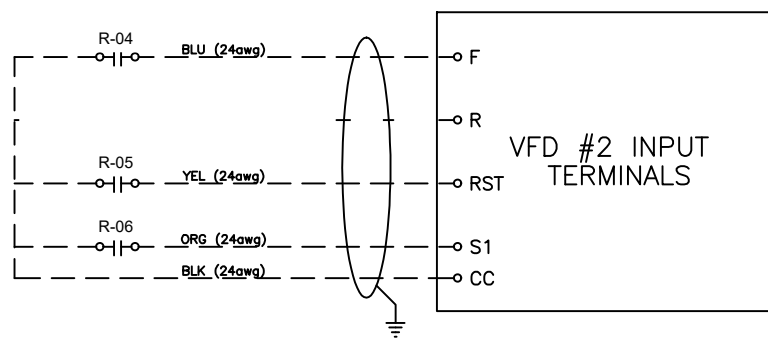 R-04
BLU (24awg)
F
R
VFD #2 INPUT
TERMINALS
R-05
YEL (24awg)
RST
R-06
ORG (24awg)
S1
BLK (24awg)
CC